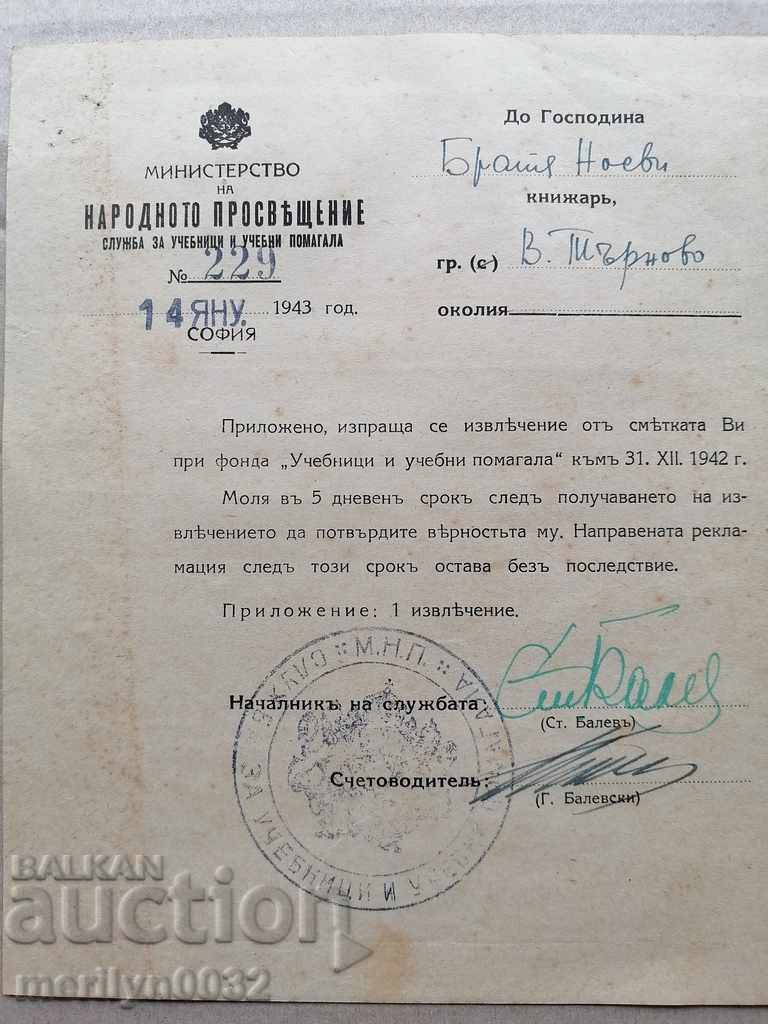 МИНИСТЕРСТВО
НА
НАРОДНОТО ПРОСВѢЩЕНИЕ
СЛУЖБА ЗА УЧЕБНИЦИ И УЧЕБНИ ПОМАГАЛА
№ 229
14 ЯНУ. 1943 год.
СОФИЯ
До Господина
Братя Ноеви
книжарь,
гр. (с) В. Търново
околия
Приложено, изпраща се извлѣчение отъ смѣтката Ви
при фонда „Учебници и учебни помагала" къмъ 31. XII. 1942 г.
Моля въ 5 дневенъ срокъ следъ получаването на из-
влѣчението да потвърдите вѣрностьта му. Направената рекла-
мация следъ този срокъ остава безъ последствие.
Приложение: 1 извлѣчение.
Началникъ на службата:
(Ст. Балевъ)
Счетоводитель:
(Г. Балевски)
М.Н.П. :: СЛУЖБА ЗА УЧЕБНИЦИ И УЧЕБНИ ПОМАГАЛА ::
BALKAN
auction
merilyn0032